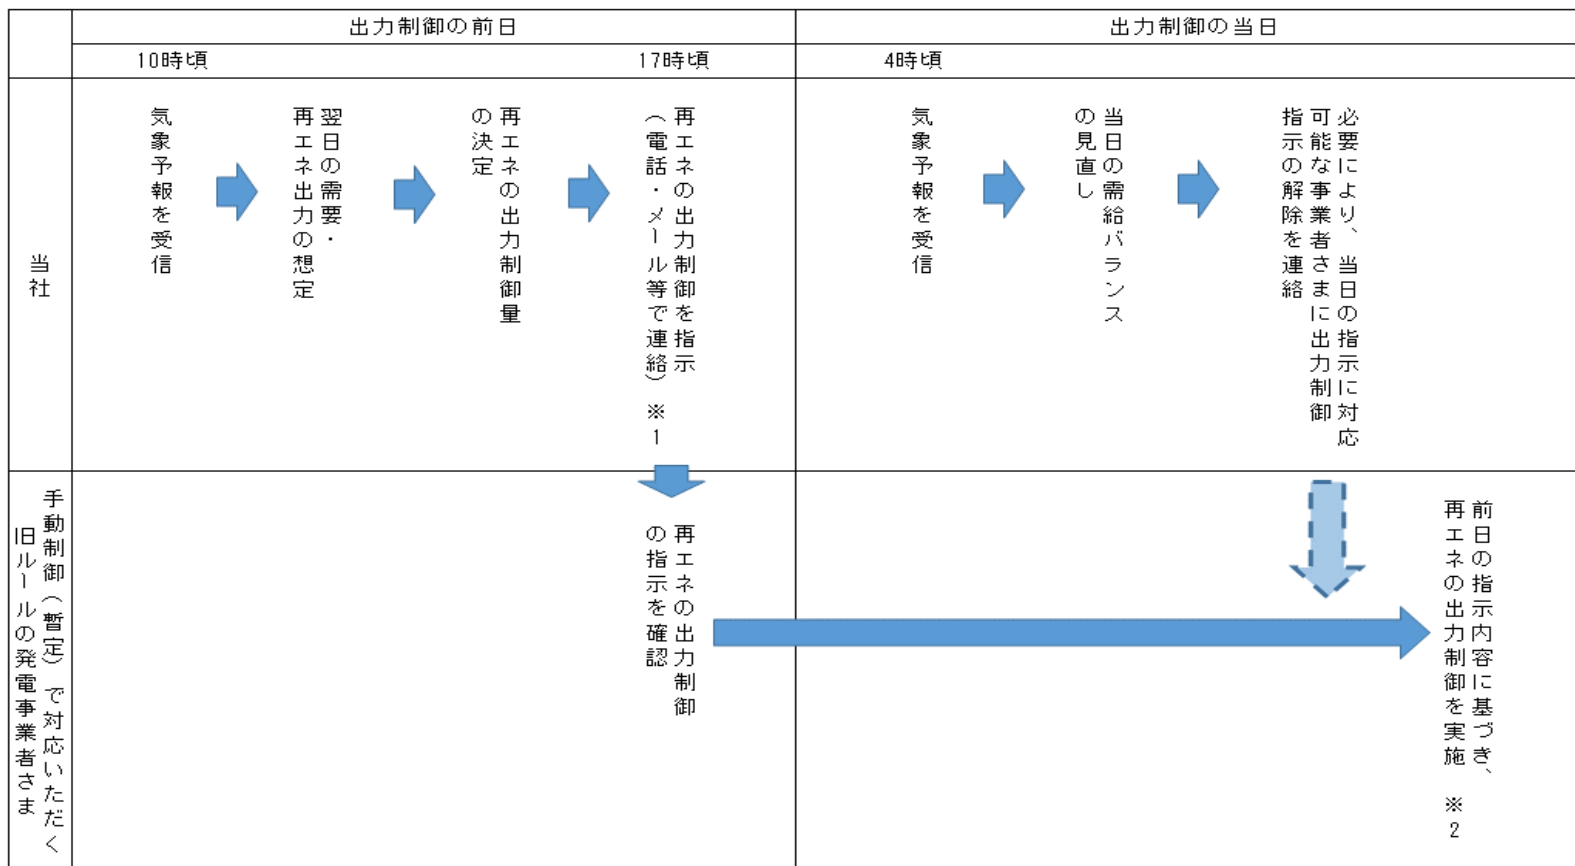 出力制御の前日
出力制御の当日
10時頃
17時頃
4時頃
当社
気象予報を受信
翌日の需要・
再エネ出力の想定
再エネの出力制御量
の決定
再エネの出力制御を指示
(電話・メール等で連絡)※1
気象予報を受信
当日の需給バランス
の見直し
必要により、当日の指示に対応
可能な事業者さまに出力制御
指示の解除を連絡
手動制御(暫定)で対応いただく
旧ルールの発電事業者さま
再エネの出力制御
の指示を確認
前日の指示内容に基づき、
再エネの出力制御を実施 ※2